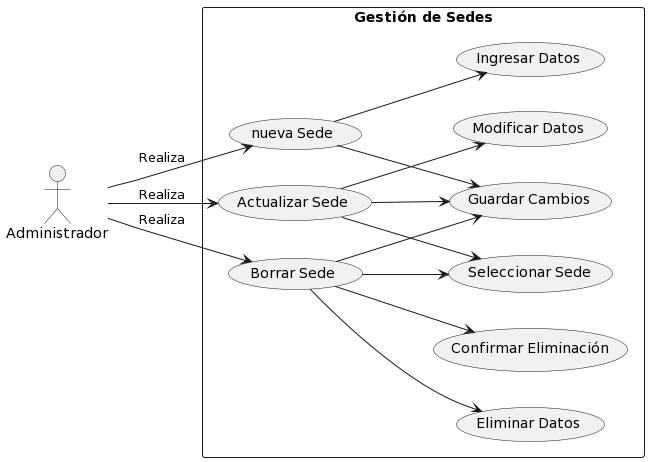 Gestión de Sedes
Ingresar Datos
nueva Sede
Modificar Datos
Realiza
Realiza
Actualizar Sede
Guardar Cambios
Realiza
Administrador
Borrar Sede
Seleccionar Sede
Confirmar Eliminación
Eliminar Datos